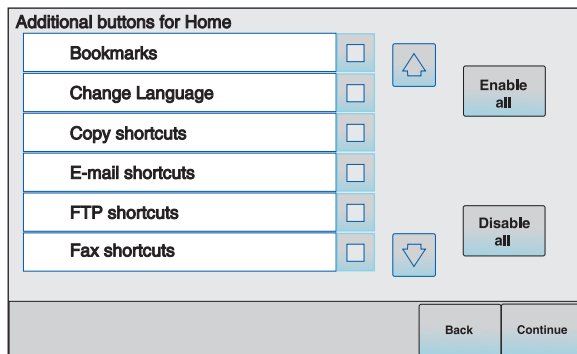 Additional buttons for Home
Bookmarks
Change Language
Copy shortcuts
E-mail shortcuts
FTP shortcuts
Fax shortcuts
Enable
all
Disable
all
Back
Continue